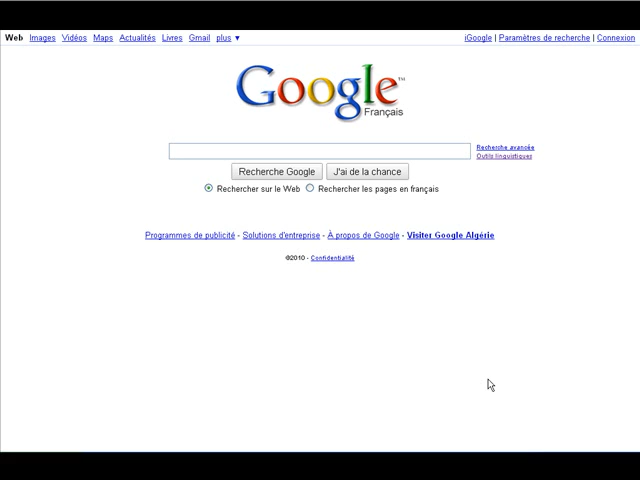 Web Images Vidéos Maps Actualités Livres Gmail plus ▼ iGoogle | Paramètres de recherche | Connexion
Google™
Français
Recherche avancée
Outils linguistiques
Recherche Google J'ai de la chance
Rechercher sur le Web Rechercher les pages en français
Programmes de publicité - Solutions d'entreprise - À propos de Google - Visiter Google Algérie
©2010 - Confidentialité